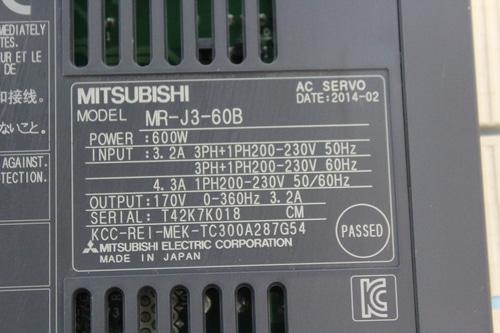 MEDIATELY
TES.
UR ET LE
DE
和接线。
ないこと。
AGAINST.
TECTION.
MITSUBISHI
AC SERVO
DATE:2014-02
MODEL MR-J3-60B
POWER :600W
INPUT :3.2A 3PH+1PH200-230V 50Hz
3PH+1PH200-230V 60Hz
4.3A 1PH200-230V 50/60Hz
OUTPUT:170V 0-360Hz 3.2A
SERIAL: T42K7K018 CM
KCC-REI-MEK-TC300A287G54
MITSUBISHI ELECTRIC CORPORATION
MADE IN JAPAN
PASSED